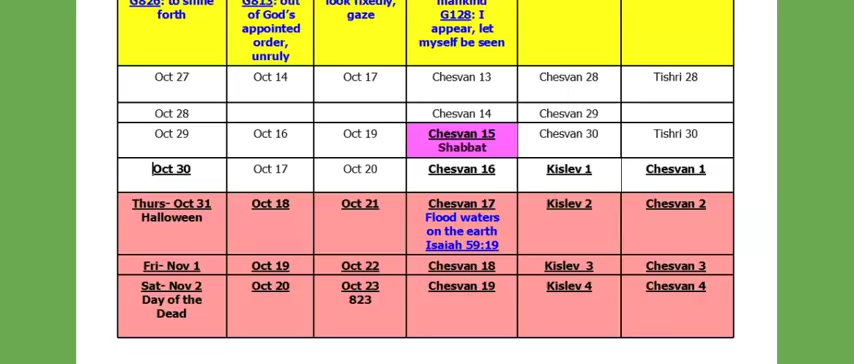 G826: to shine
forth
G813: out
of God's
appointed
order,
unruly
look fixedly,
gaze
mankind
G128: I
appear, let
myself be seen
Oct 27
Oct 14
Oct 17
Chesvan 13
Chesvan 28
Tishri 28
Oct 28
Chesvan 14
Chesvan 29
Oct 29
Oct 16
Oct 19
Chesvan 15
Shabbat
Chesvan 30
Tishri 30
Oct 30
Oct 17
Oct 20
Chesvan 16
Kislev 1
Chesvan 1
Thurs- Oct 31
Halloween
Oct 18
Oct 21
Chesvan 17
Flood waters
on the earth
Isaiah 59:19
Kislev 2
Chesvan 2
Fri- Nov 1
Oct 19
Oct 22
Chesvan 18
Kislev 3
Chesvan 3
Sat- Nov 2
Day of the
Dead
Oct 20
Oct 23
823
Chesvan 19
Kislev 4
Chesvan 4